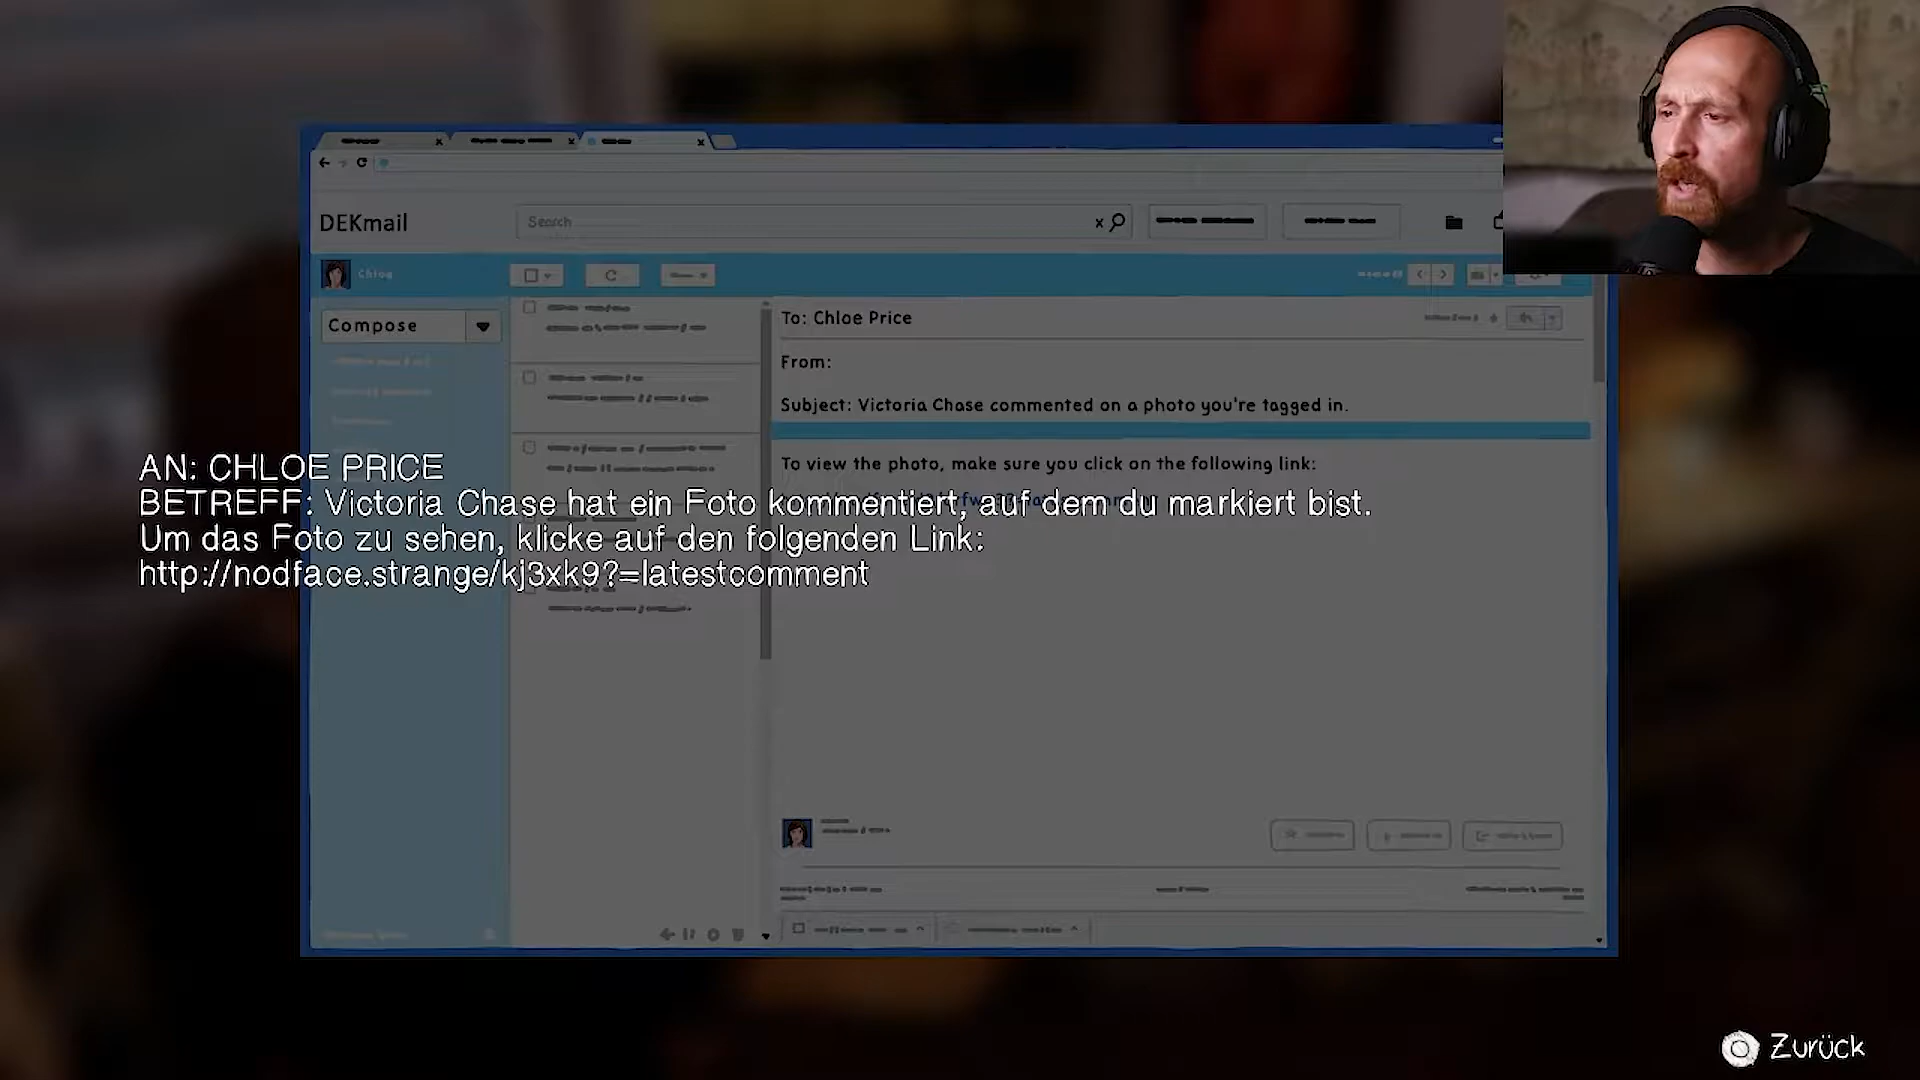 DEKmail
Search
Chloe
Compose
To: Chloe Price
From:
Subject: Victoria Chase commented on a photo you're tagged in.
To view the photo, make sure you click on the following link:
AN: CHLOE PRICE
BETREFF: Victoria Chase hat ein Foto kommentiert, auf dem du markiert bist.
Um das Foto zu sehen, klicke auf den folgenden Link:
http://nodface.strange/kj3xk9?=latestcomment
Zurück